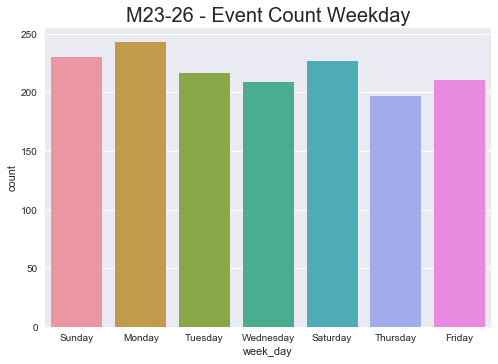 M23-26 - Event Count Weekday
250
200
150
100
50
0
count
Sunday Monday Tuesday Wednesday Saturday Thursday Friday
week_day